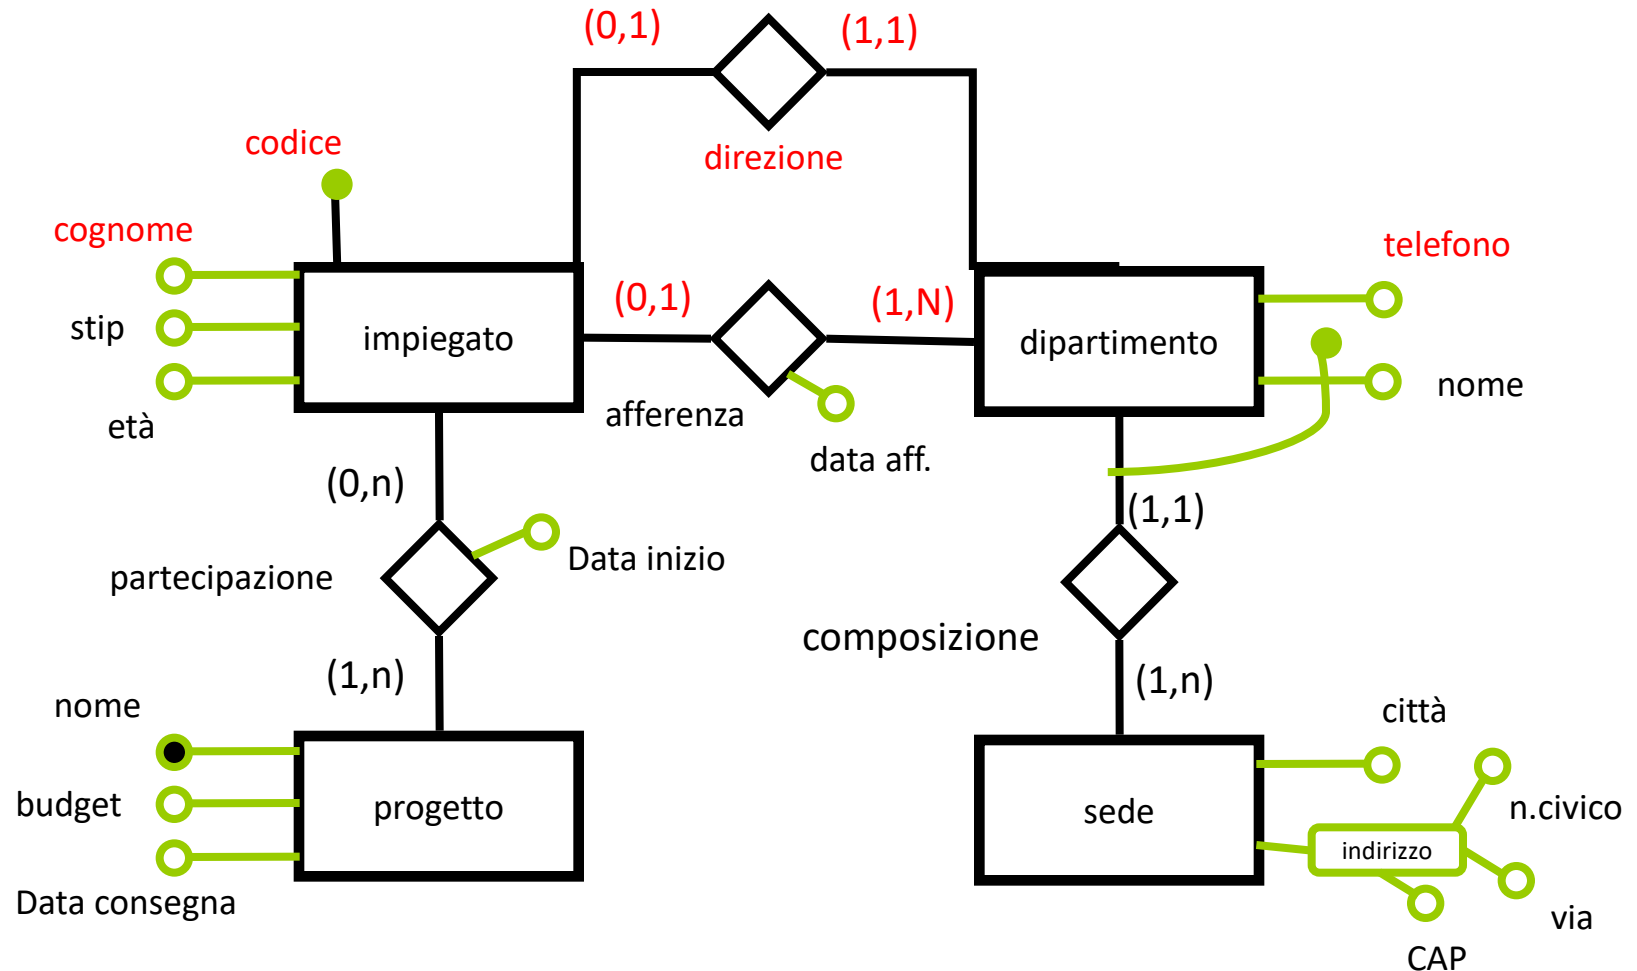 (0,1)
(1,1)
codice
direzione
cognome
telefono
(0,1)
(1,N)
stip
impiegato
dipartimento
nome
età
afferenza
data aff.
(0,n)
(1,1)
Data inizio
partecipazione
composizione
(1,n)
(1,n)
nome
città
budget
progetto
sede
n.civico
indirizzo
Data consegna
via
CAP